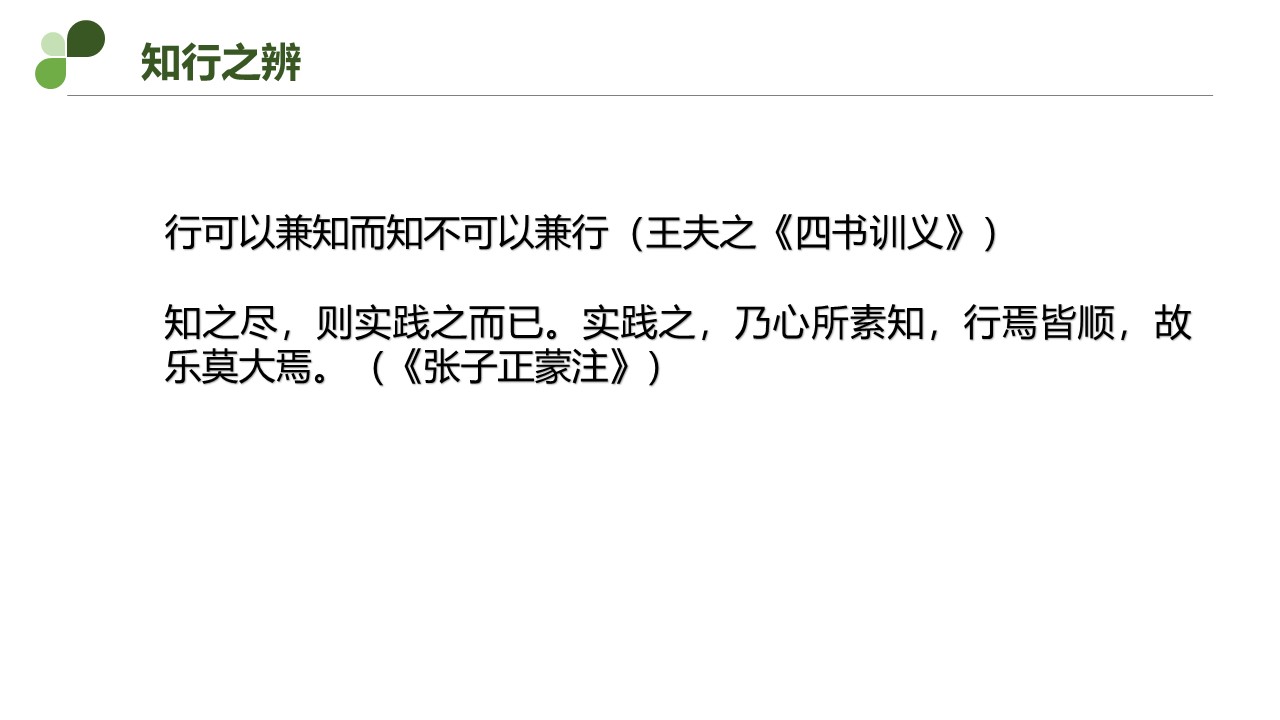 知行之辨
行可以兼知而知不可以兼行（王夫之《四书训义》）
知之尽，则实践之而已。实践之，乃心所素知，行焉皆顺，故
乐莫大焉。（《张子正蒙注》）